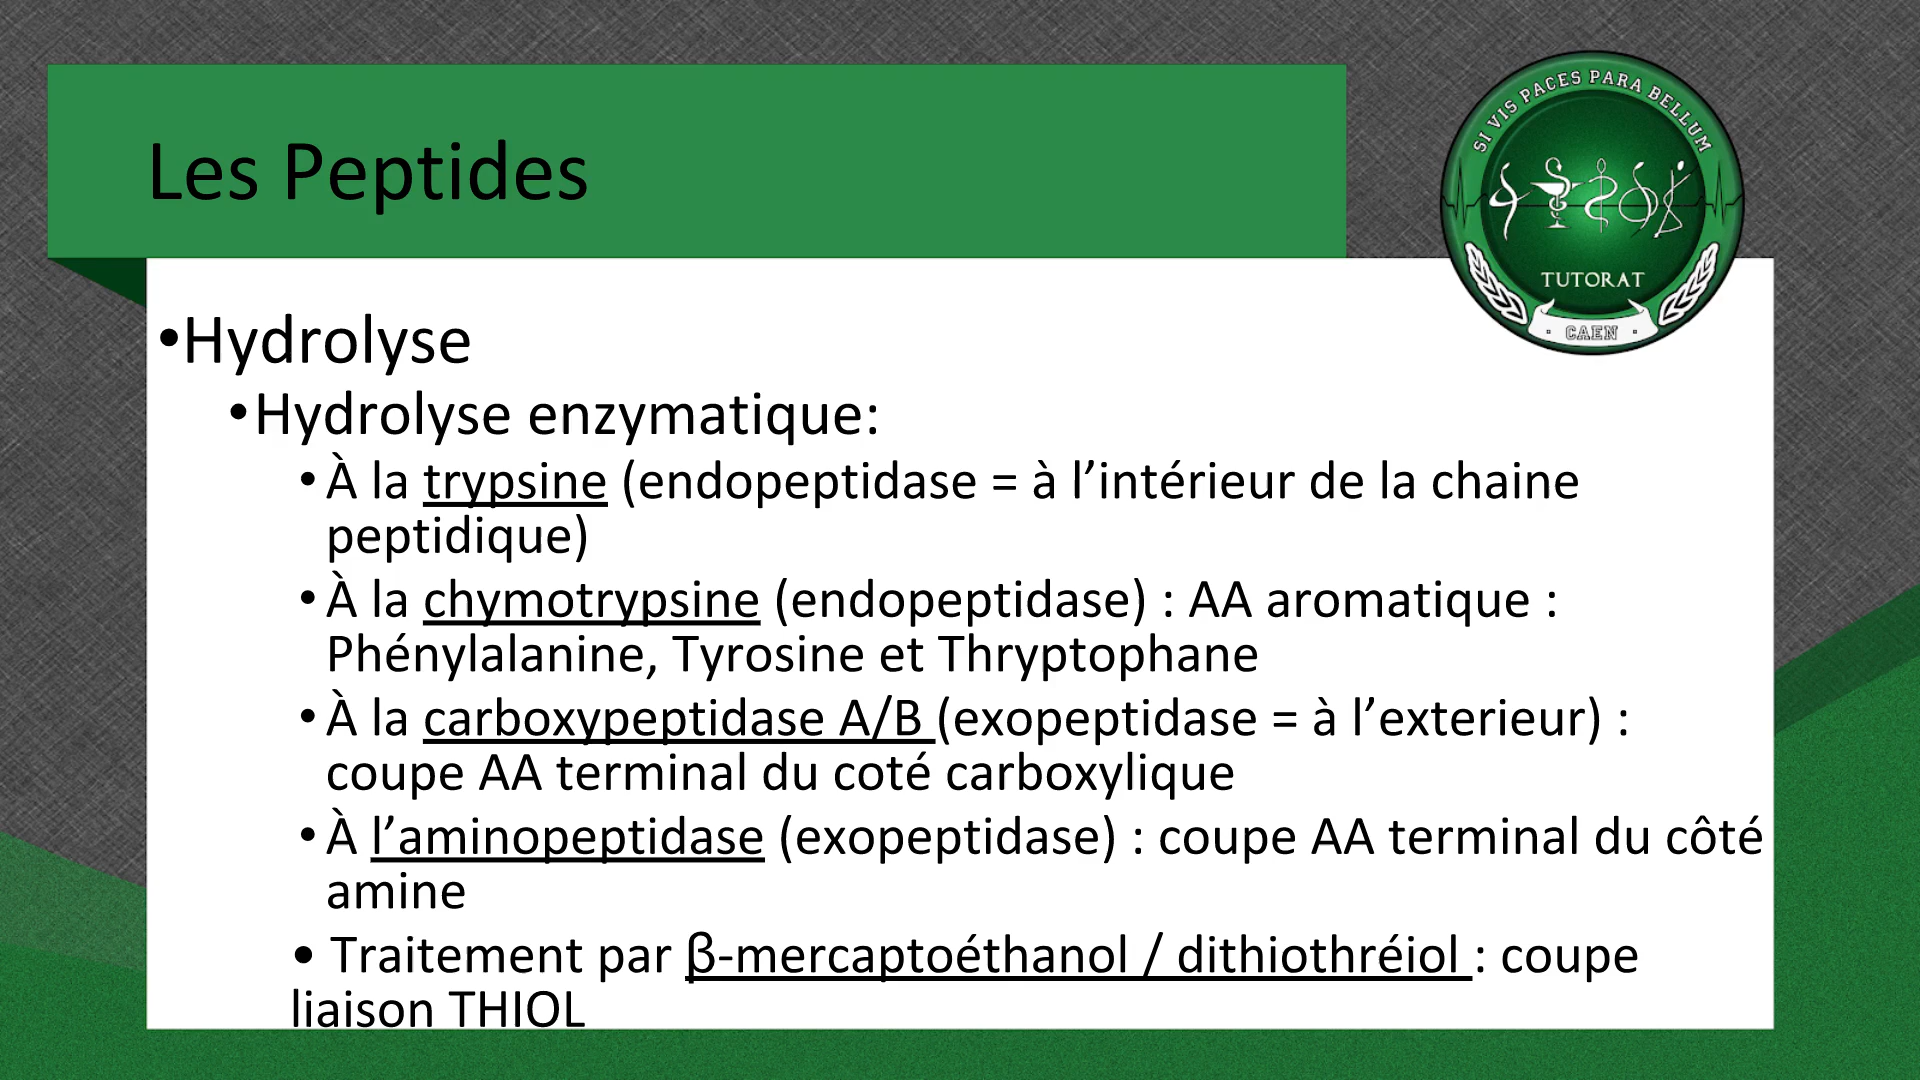 Les Peptides
SI VIS PACES PARA BELLUM
TUTORAT
· CAEN ·
•Hydrolyse
•Hydrolyse enzymatique:
•À la trypsine (endopeptidase = à l’intérieur de la chaine
peptidique)
•À la chymotrypsine (endopeptidase) : AA aromatique :
Phénylalanine, Tyrosine et Thryptophane
•À la carboxypeptidase A/B (exopeptidase = à l’exterieur) :
coupe AA terminal du coté carboxylique
•À l’aminopeptidase (exopeptidase) : coupe AA terminal du côté
amine
• Traitement par β-mercaptoéthanol / dithiothréiol : coupe
liaison THIOL